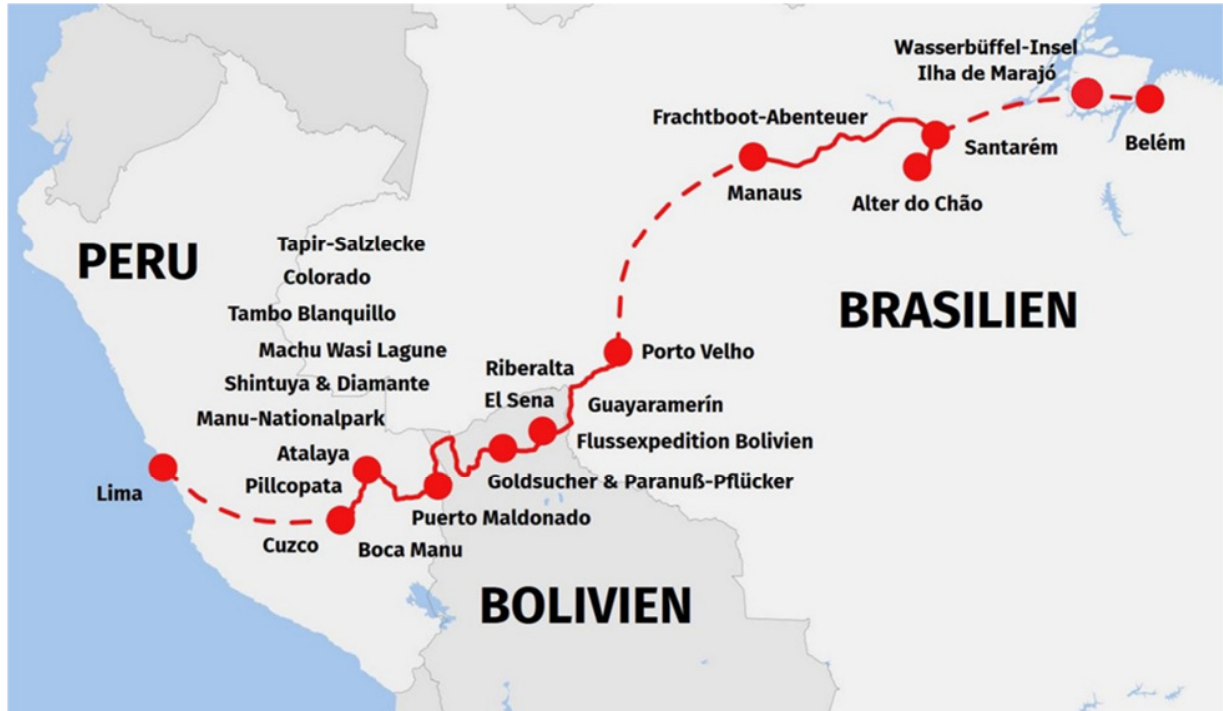 Wasserbüffel-Insel
Ilha de Marajó
Frachtboot-Abenteuer
Belém
Santarém
Manaus
Alter do Chão
Tapir-Salzlecke
PERU
Colorado
BRASILIEN
Tambo Blanquillo
Machu Wasi Lagune
Porto Velho
Riberalta
Shintuya & Diamante
El Sena
Guayaramerín
Manu-Nationalpark
Flussexpedition Bolivien
Atalaya
Goldsucher & Paranuß-Pflücker
Pillcopata
Lima
Puerto Maldonado
Cuzco
Boca Manu
BOLIVIEN